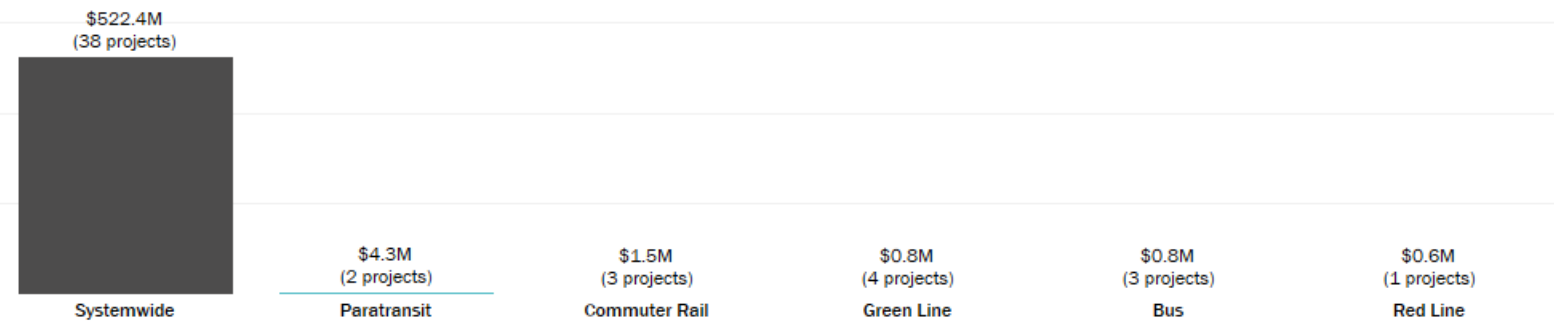 $522.4M
(38 projects)
Systemwide
$4.3M
(2 projects)
Paratransit
$1.5M
(3 projects)
Commuter Rail
$0.8M
(4 projects)
Green Line
$0.8M
(3 projects)
Bus
$0.6M
(1 projects)
Red Line